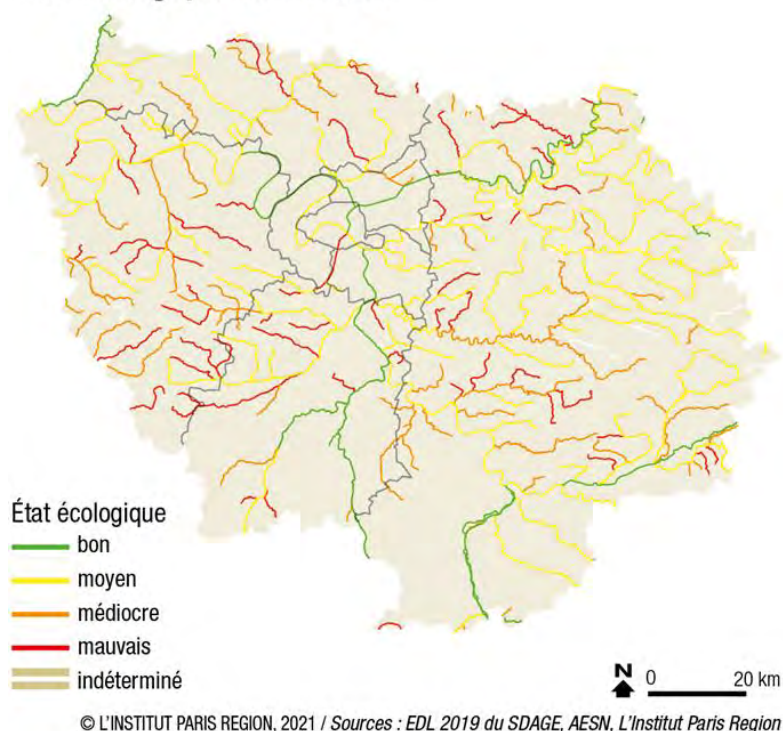 État écologique
bon
moyen
médiocre
mauvais
indéterminé
N 0 20 km
© L'INSTITUT PARIS REGION, 2021 / Sources : EDL 2019 du SDAGE, AESN, L'Institut Paris Region